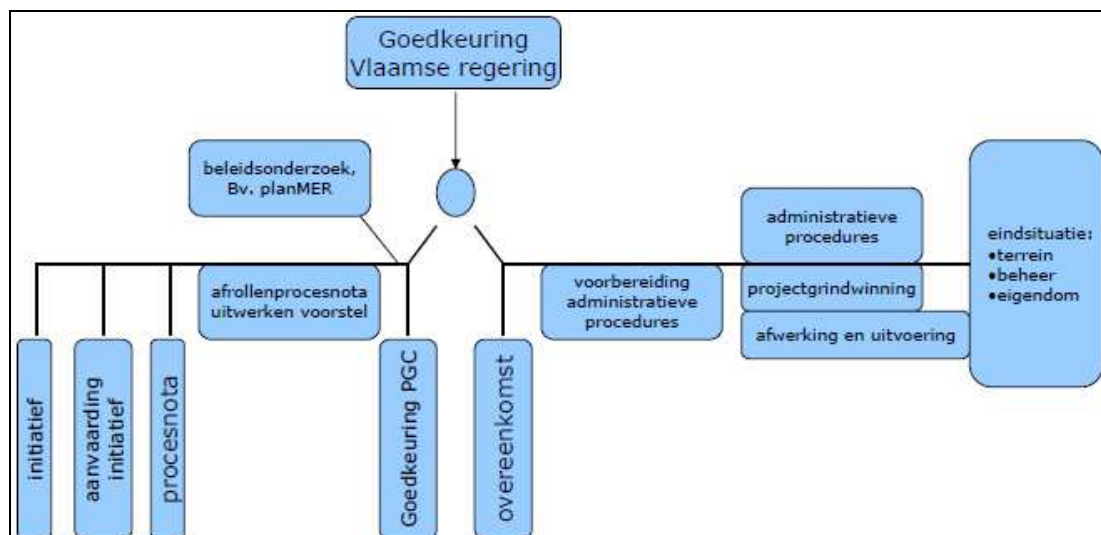 Goedkeuring
Vlaamse regering
beleidsonderzoek,
Bv. planMER
administratieve
procedures
eindsituatie:
•terrein
•beheer
•eigendom
afrollenprocesnota
uitwerken voorstel
voorbereiding
administratieve
procedures
projectgrindwinning
afwerking en uitvoering
initiatief
aanvaarding
initiatief
procesnota
Goedkeuring PGC
overeenkomst